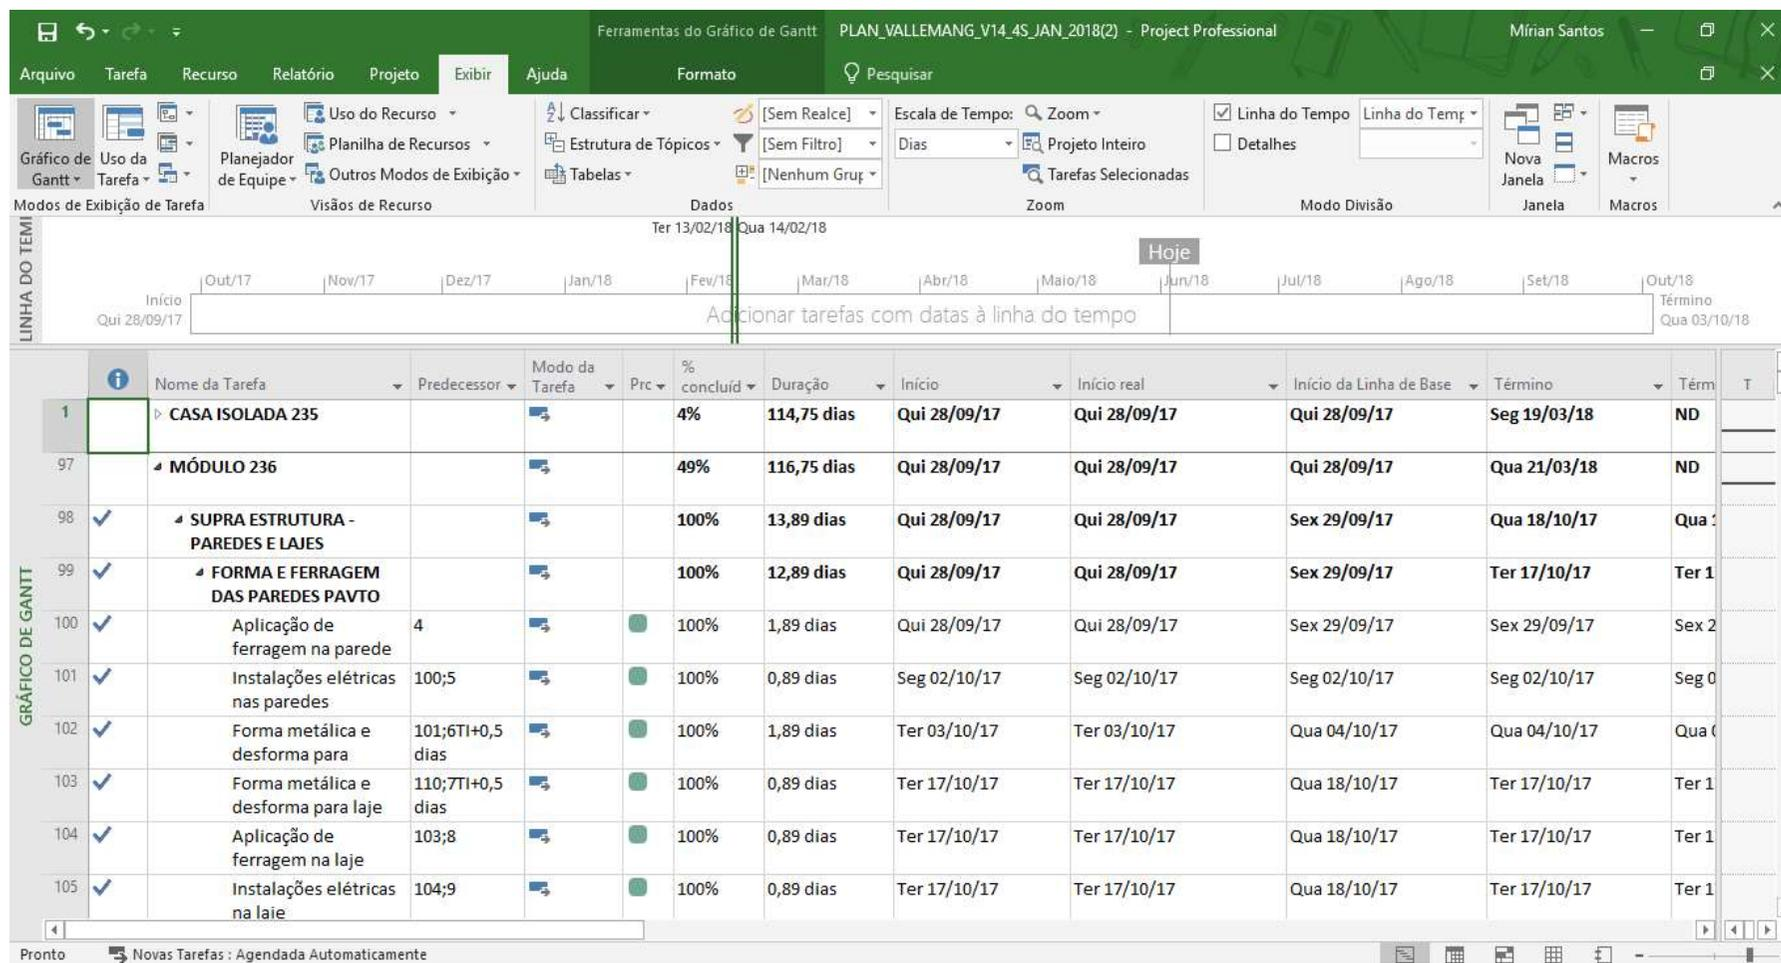 Ferramentas do Gráfico de Gantt PLAN_VALLEMANG_V14_4S_JAN_2018(2) - Project Professional Mírian Santos
Arquivo Tarefa Recurso Relatório Projeto Exibir Ajuda Formato Pesquisar
Uso do Recurso Classificar [Sem Realce] Escala de Tempo: Zoom Linha do Tempo Linha do Temp
Planilha de Recursos Estrutura de Tópicos [Sem Filtro] Dias Projeto Inteiro Detalhes
Gráfico de Gantt Uso da Tarefa Planejador de Equipe Outros Modos de Exibição Tabelas [Nenhum Grup Tarefas Selecionadas Nova Janela Macros
Modos de Exibição de Tarefa Visãos de Recurso Dados Zoom Modo Divisão Janela Macros
LINHA DO TEMI
Ter 13/02/18 Qua 14/02/18
Hoje
Out/17 Nov/17 Dez/17 Jan/18 Fev/18 Mar/18 Abr/18 Maio/18 Jun/18 Jul/18 Ago/18 Set/18 Out/18
Início Término
Qui 28/09/17 Adicionar tarefas com datas à linha do tempo Qua 03/10/18
GRÁFICO DE GANTT
Nome da Tarefa Predecessor Modo da Tarefa Prc % concluíd Duração Início Início real Início da Linha de Base Término Térm T
1 CASA ISOLADA 235 4% 114,75 dias Qui 28/09/17 Qui 28/09/17 Qui 28/09/17 Seg 19/03/18 ND
97 MÓDULO 236 49% 116,75 dias Qui 28/09/17 Qui 28/09/17 Qui 28/09/17 Qua 21/03/18 ND
98 SUPRA ESTRUTURA - 100% 13,89 dias Qui 28/09/17 Qui 28/09/17 Sex 29/09/17 Qua 18/10/17 Qua 1
PAREDES E LAJES
99 FORMA E FERRAGEM 100% 12,89 dias Qui 28/09/17 Qui 28/09/17 Sex 29/09/17 Ter 17/10/17 Ter 1
DAS PAREDES PAVTO
100 Aplicação de 4 100% 1,89 dias Qui 28/09/17 Qui 28/09/17 Sex 29/09/17 Sex 29/09/17 Sex 2
ferragem na parede
101 Instalações elétricas 100;5 100% 0,89 dias Seg 02/10/17 Seg 02/10/17 Seg 02/10/17 Seg 02/10/17 Seg 0
nas paredes
102 Forma metálica e 101;6TI+0,5 100% 1,89 dias Ter 03/10/17 Ter 03/10/17 Qua 04/10/17 Qua 04/10/17 Qua 0
desforma para dias
103 Forma metálica e 110;7TI+0,5 100% 0,89 dias Ter 17/10/17 Ter 17/10/17 Qua 18/10/17 Ter 17/10/17 Ter 1
desforma para laje dias
104 Aplicação de 103;8 100% 0,89 dias Ter 17/10/17 Ter 17/10/17 Qua 18/10/17 Ter 17/10/17 Ter 1
ferragem na laje
105 Instalações elétricas 104;9 100% 0,89 dias Ter 17/10/17 Ter 17/10/17 Qua 18/10/17 Ter 17/10/17 Ter 1
na laje
Pronto Novas Tarefas : Agendada Automaticamente